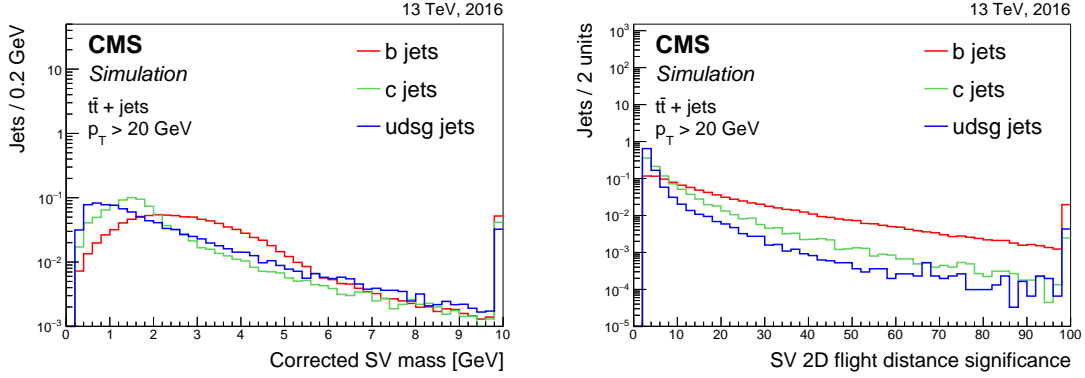 13 TeV, 2016
Jets / 0.2 GeV
CMS
Simulation
tt̄ + jets
p_T > 20 GeV
b jets
c jets
udsg jets
10
1
10⁻¹
10⁻²
10⁻³
0 1 2 3 4 5 6 7 8 9 10
Corrected SV mass [GeV]
13 TeV, 2016
Jets / 2 units
CMS
Simulation
tt̄ + jets
p_T > 20 GeV
b jets
c jets
udsg jets
10³
10²
10
1
10⁻¹
10⁻²
10⁻³
10⁻⁴
10⁻⁵
0 10 20 30 40 50 60 70 80 90 100
SV 2D flight distance significance